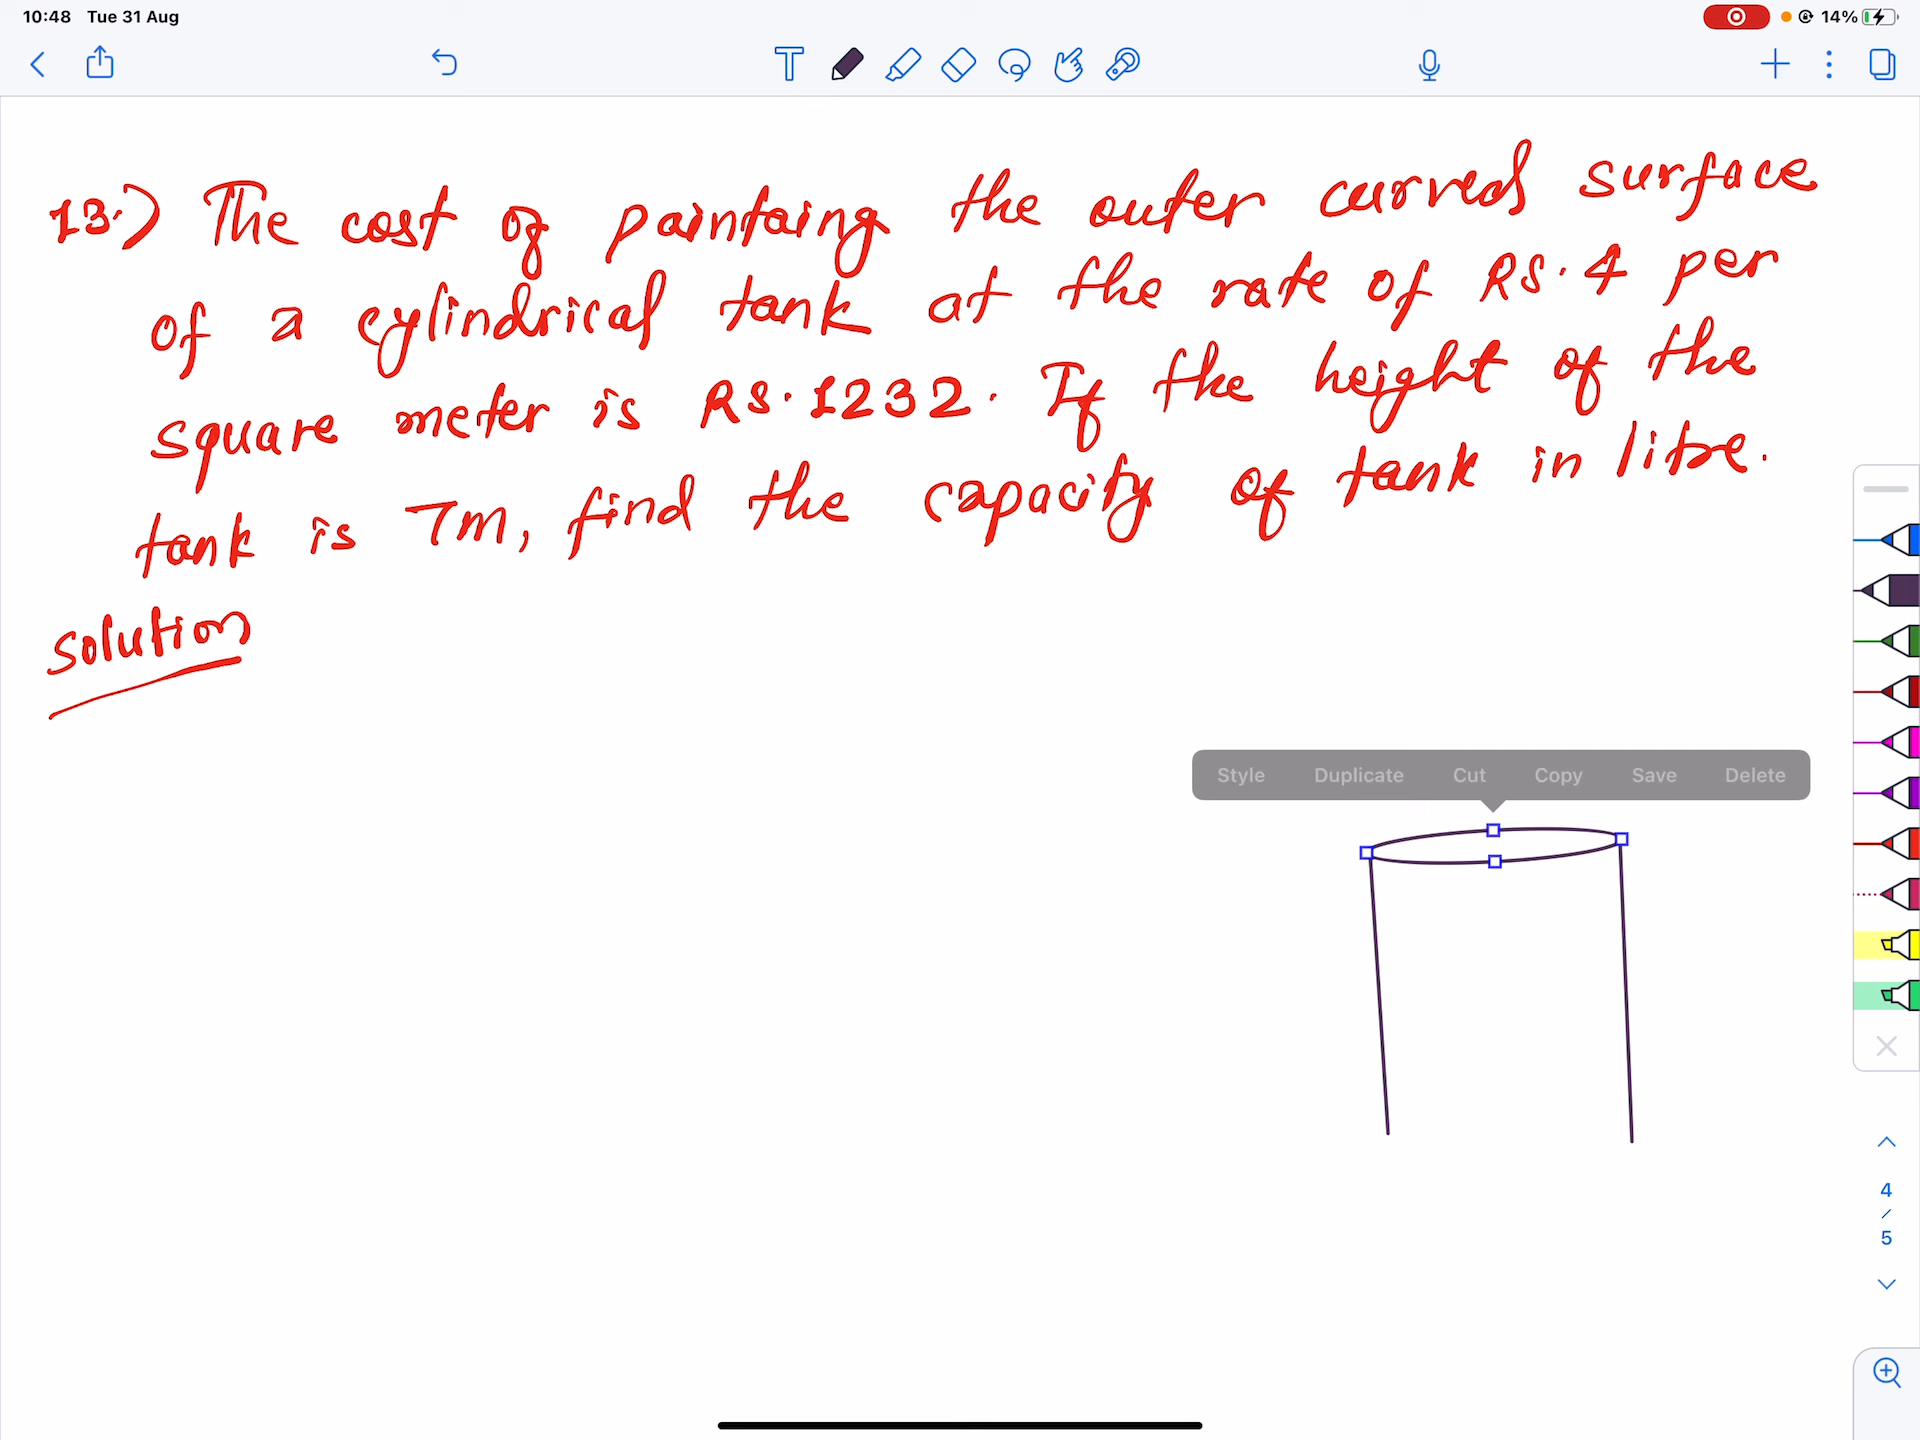 10:48 Tue 31 Aug
14%
13.) The cost of paintaing the outer curved surface
of a cylindrical tank at the rate of RS. 4 per
square meter is RS. 1232. If the height of the
tank is 7m, find the capacity of tank in litre.
solution
Style Duplicate Cut Copy Save Delete
4
/
5